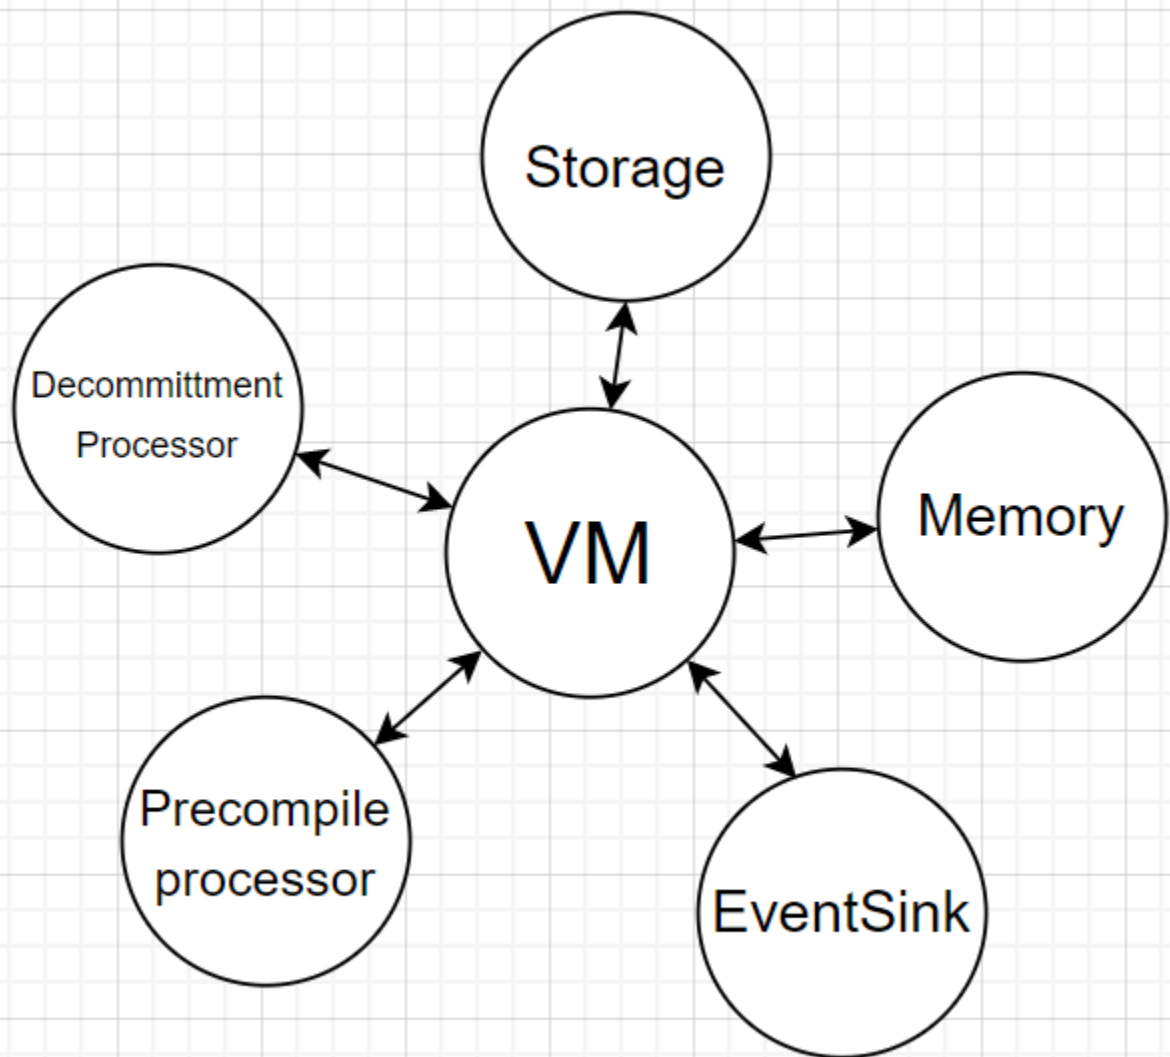 Storage
Decommittment
Processor
VM
Memory
Precompile
processor
EventSink